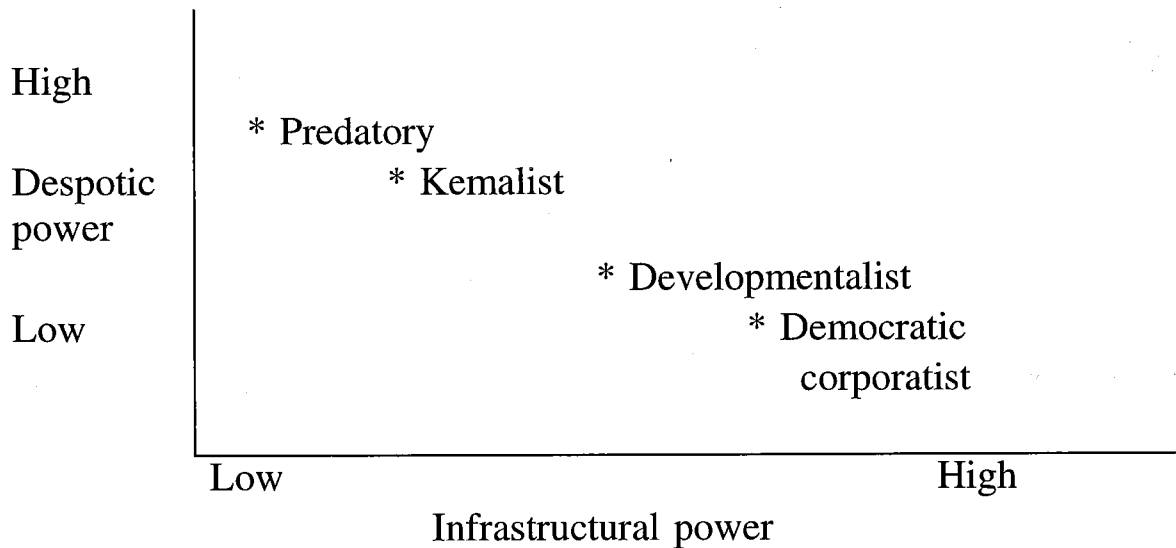 High
* Predatory
Despotic
power
* Kemalist
* Developmentalist
Low
* Democratic
corporatist
Low
High
Infrastructural power